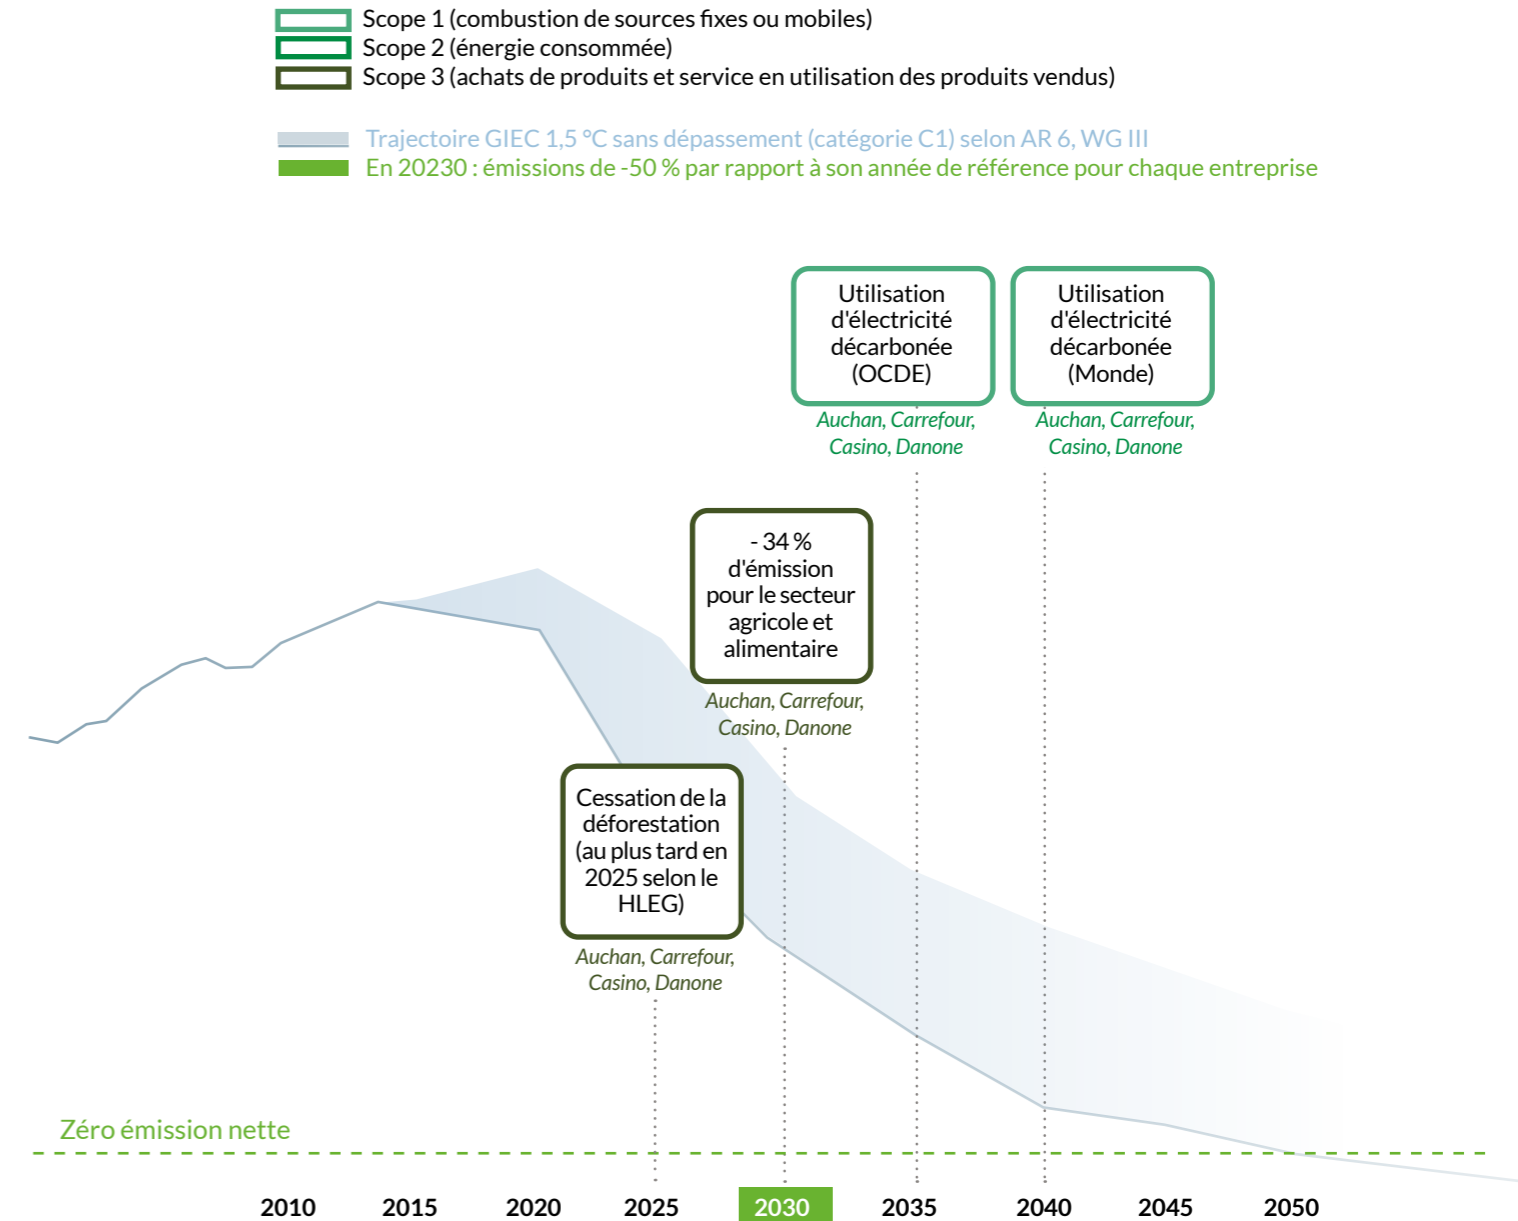 Scope 1 (combustion de sources fixes ou mobiles)
Scope 2 (énergie consommée)
Scope 3 (achats de produits et service en utilisation des produits vendus)
Trajectoire GIEC 1,5 °C sans dépassement (catégorie C1) selon AR 6, WG III
En 20230 : émissions de -50 % par rapport à son année de référence pour chaque entreprise
Utilisation
d'électricité
décarbonée
(OCDE)
Auchan, Carrefour,
Casino, Danone
Utilisation
d'électricité
décarbonée
(Monde)
Auchan, Carrefour,
Casino, Danone
- 34 %
d'émission
pour le secteur
agricole et
alimentaire
Auchan, Carrefour,
Casino, Danone
Cessation de la
déforestation
(au plus tard en
2025 selon le
HLEG)
Auchan, Carrefour,
Casino, Danone
Zéro émission nette
2010 2015 2020 2025 2030 2035 2040 2045 2050